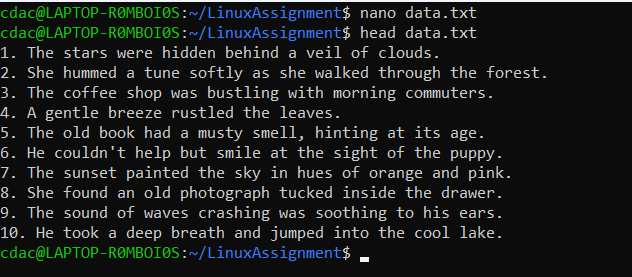 cdac@LAPTOP-R0MBOI0S:~/LinuxAssignment$ nano data.txt
cdac@LAPTOP-R0MBOI0S:~/LinuxAssignment$ head data.txt
1. The stars were hidden behind a veil of clouds.
2. She hummed a tune softly as she walked through the forest.
3. The coffee shop was bustling with morning commuters.
4. A gentle breeze rustled the leaves.
5. The old book had a musty smell, hinting at its age.
6. He couldn't help but smile at the sight of the puppy.
7. The sunset painted the sky in hues of orange and pink.
8. She found an old photograph tucked inside the drawer.
9. The sound of waves crashing was soothing to his ears.
10. He took a deep breath and jumped into the cool lake.
cdac@LAPTOP-R0MBOI0S:~/LinuxAssignment$